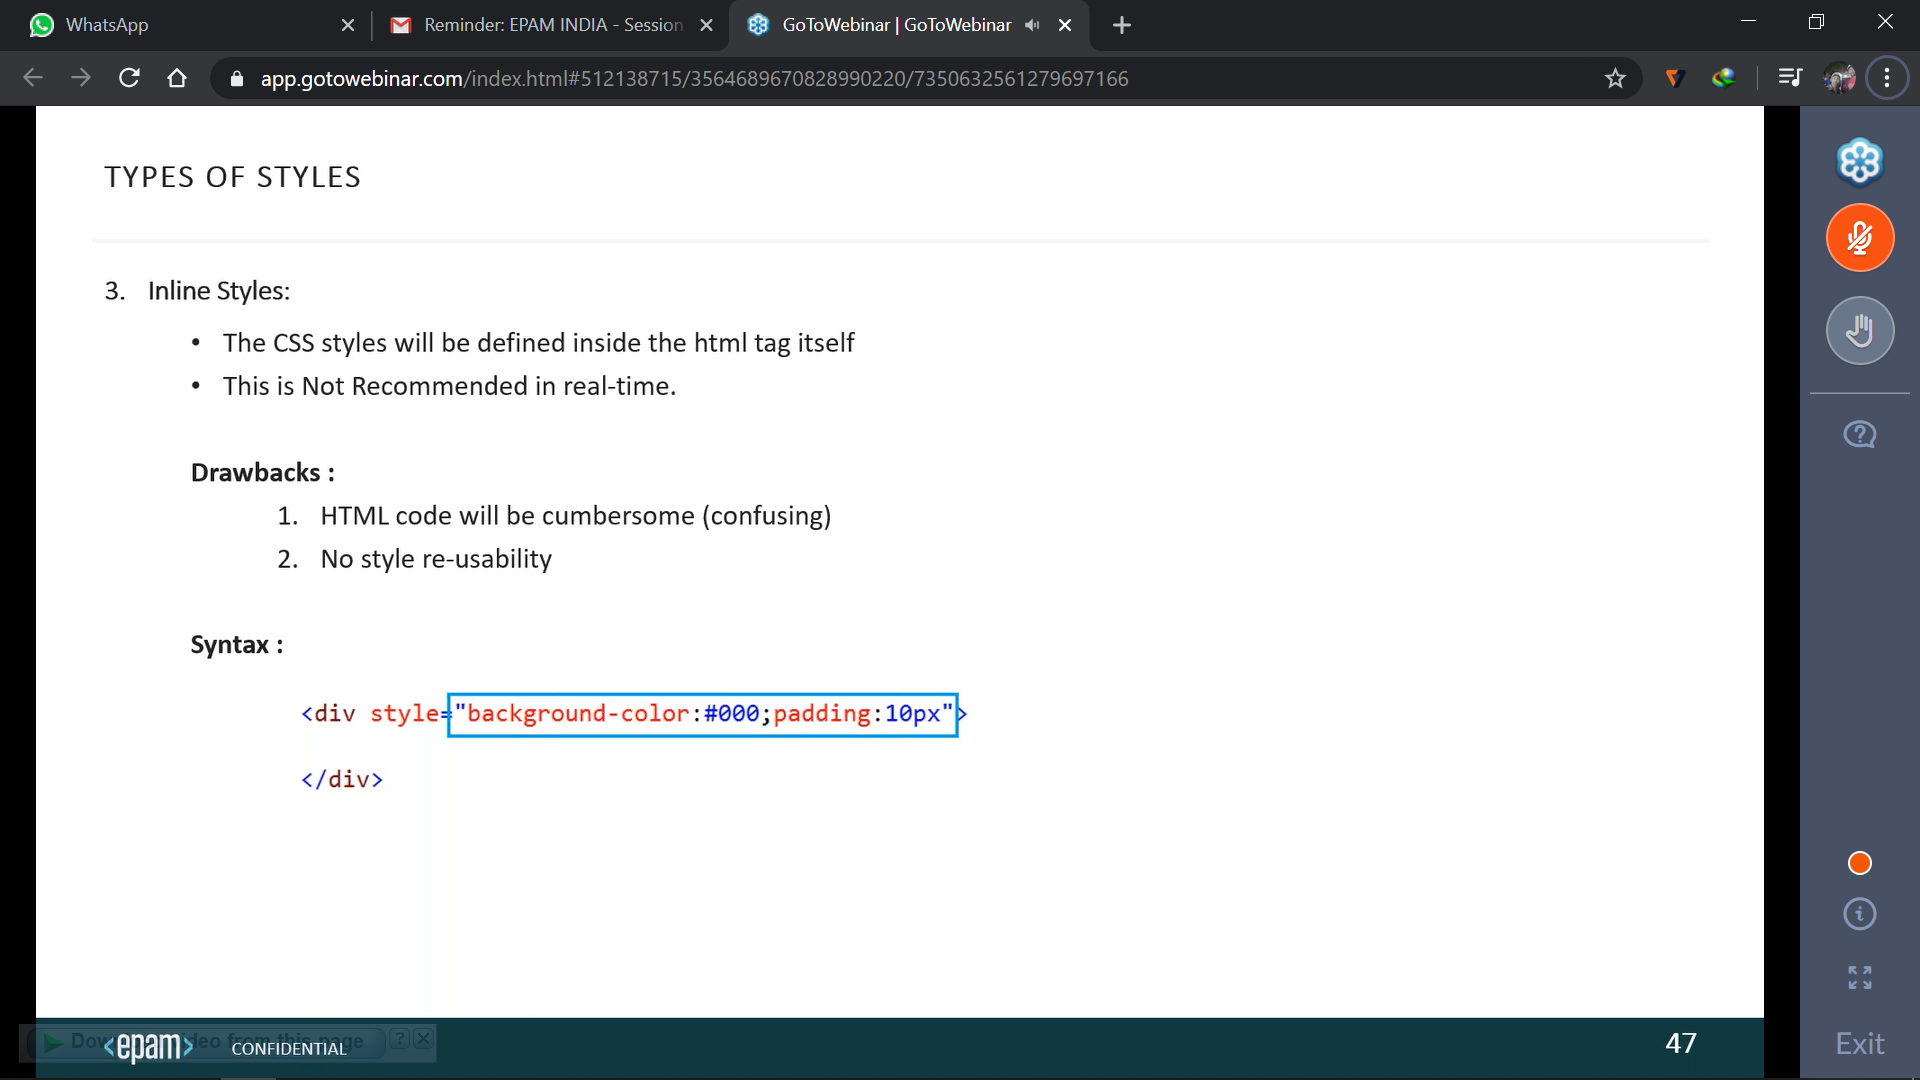 WhatsApp
Reminder: EPAM INDIA - Session
GoToWebinar | GoToWebinar
app.gotowebinar.com/index.html#512138715/3564689670828990220/7350632561279697166
TYPES OF STYLES
3. Inline Styles:
• The CSS styles will be defined inside the html tag itself
• This is Not Recommended in real-time.
Drawbacks :
1. HTML code will be cumbersome (confusing)
2. No style re-usability
Syntax :
<div style="background-color:#000;padding:10px">
</div>
<epam> CONFIDENTIAL
from this page
47
Exit